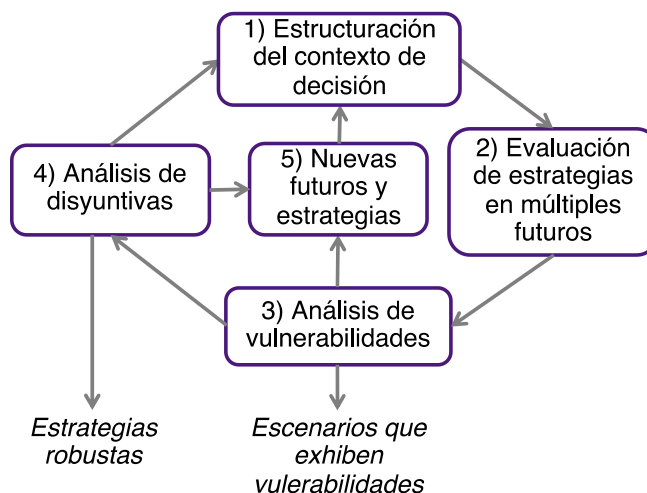 1) Estructuración
del contexto de
decisión
4) Análisis de
disyuntivas
5) Nuevas
futuros y
estrategias
2) Evaluación
de estrategias
en múltiples
futuros
3) Análisis de
vulnerabilidades
Estrategias
robustas
Escenarios que
exhiben
vulerabilidades